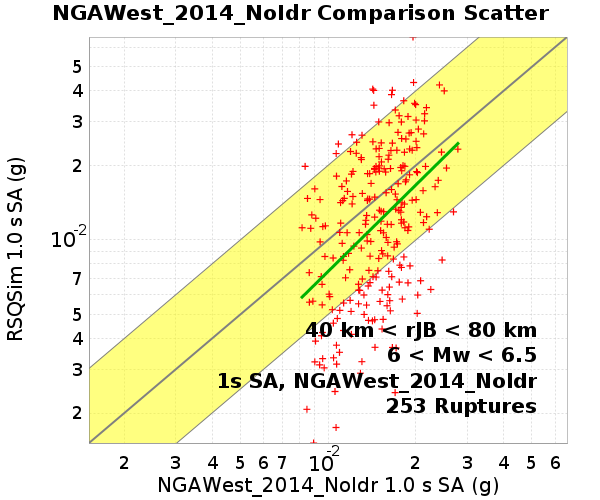 NGAWest_2014_NoIdr Comparison Scatter
RSQSim 1.0 s SA (g)
5
4
3
2
10⁻²
7
5
4
3
2
40 km < rJB < 80 km
6 < Mw < 6.5
1s SA, NGAWest_2014_NoIdr
253 Ruptures
2 3 4 5 6 7 10⁻² 2 3 4 5 6
NGAWest_2014_NoIdr 1.0 s SA (g)